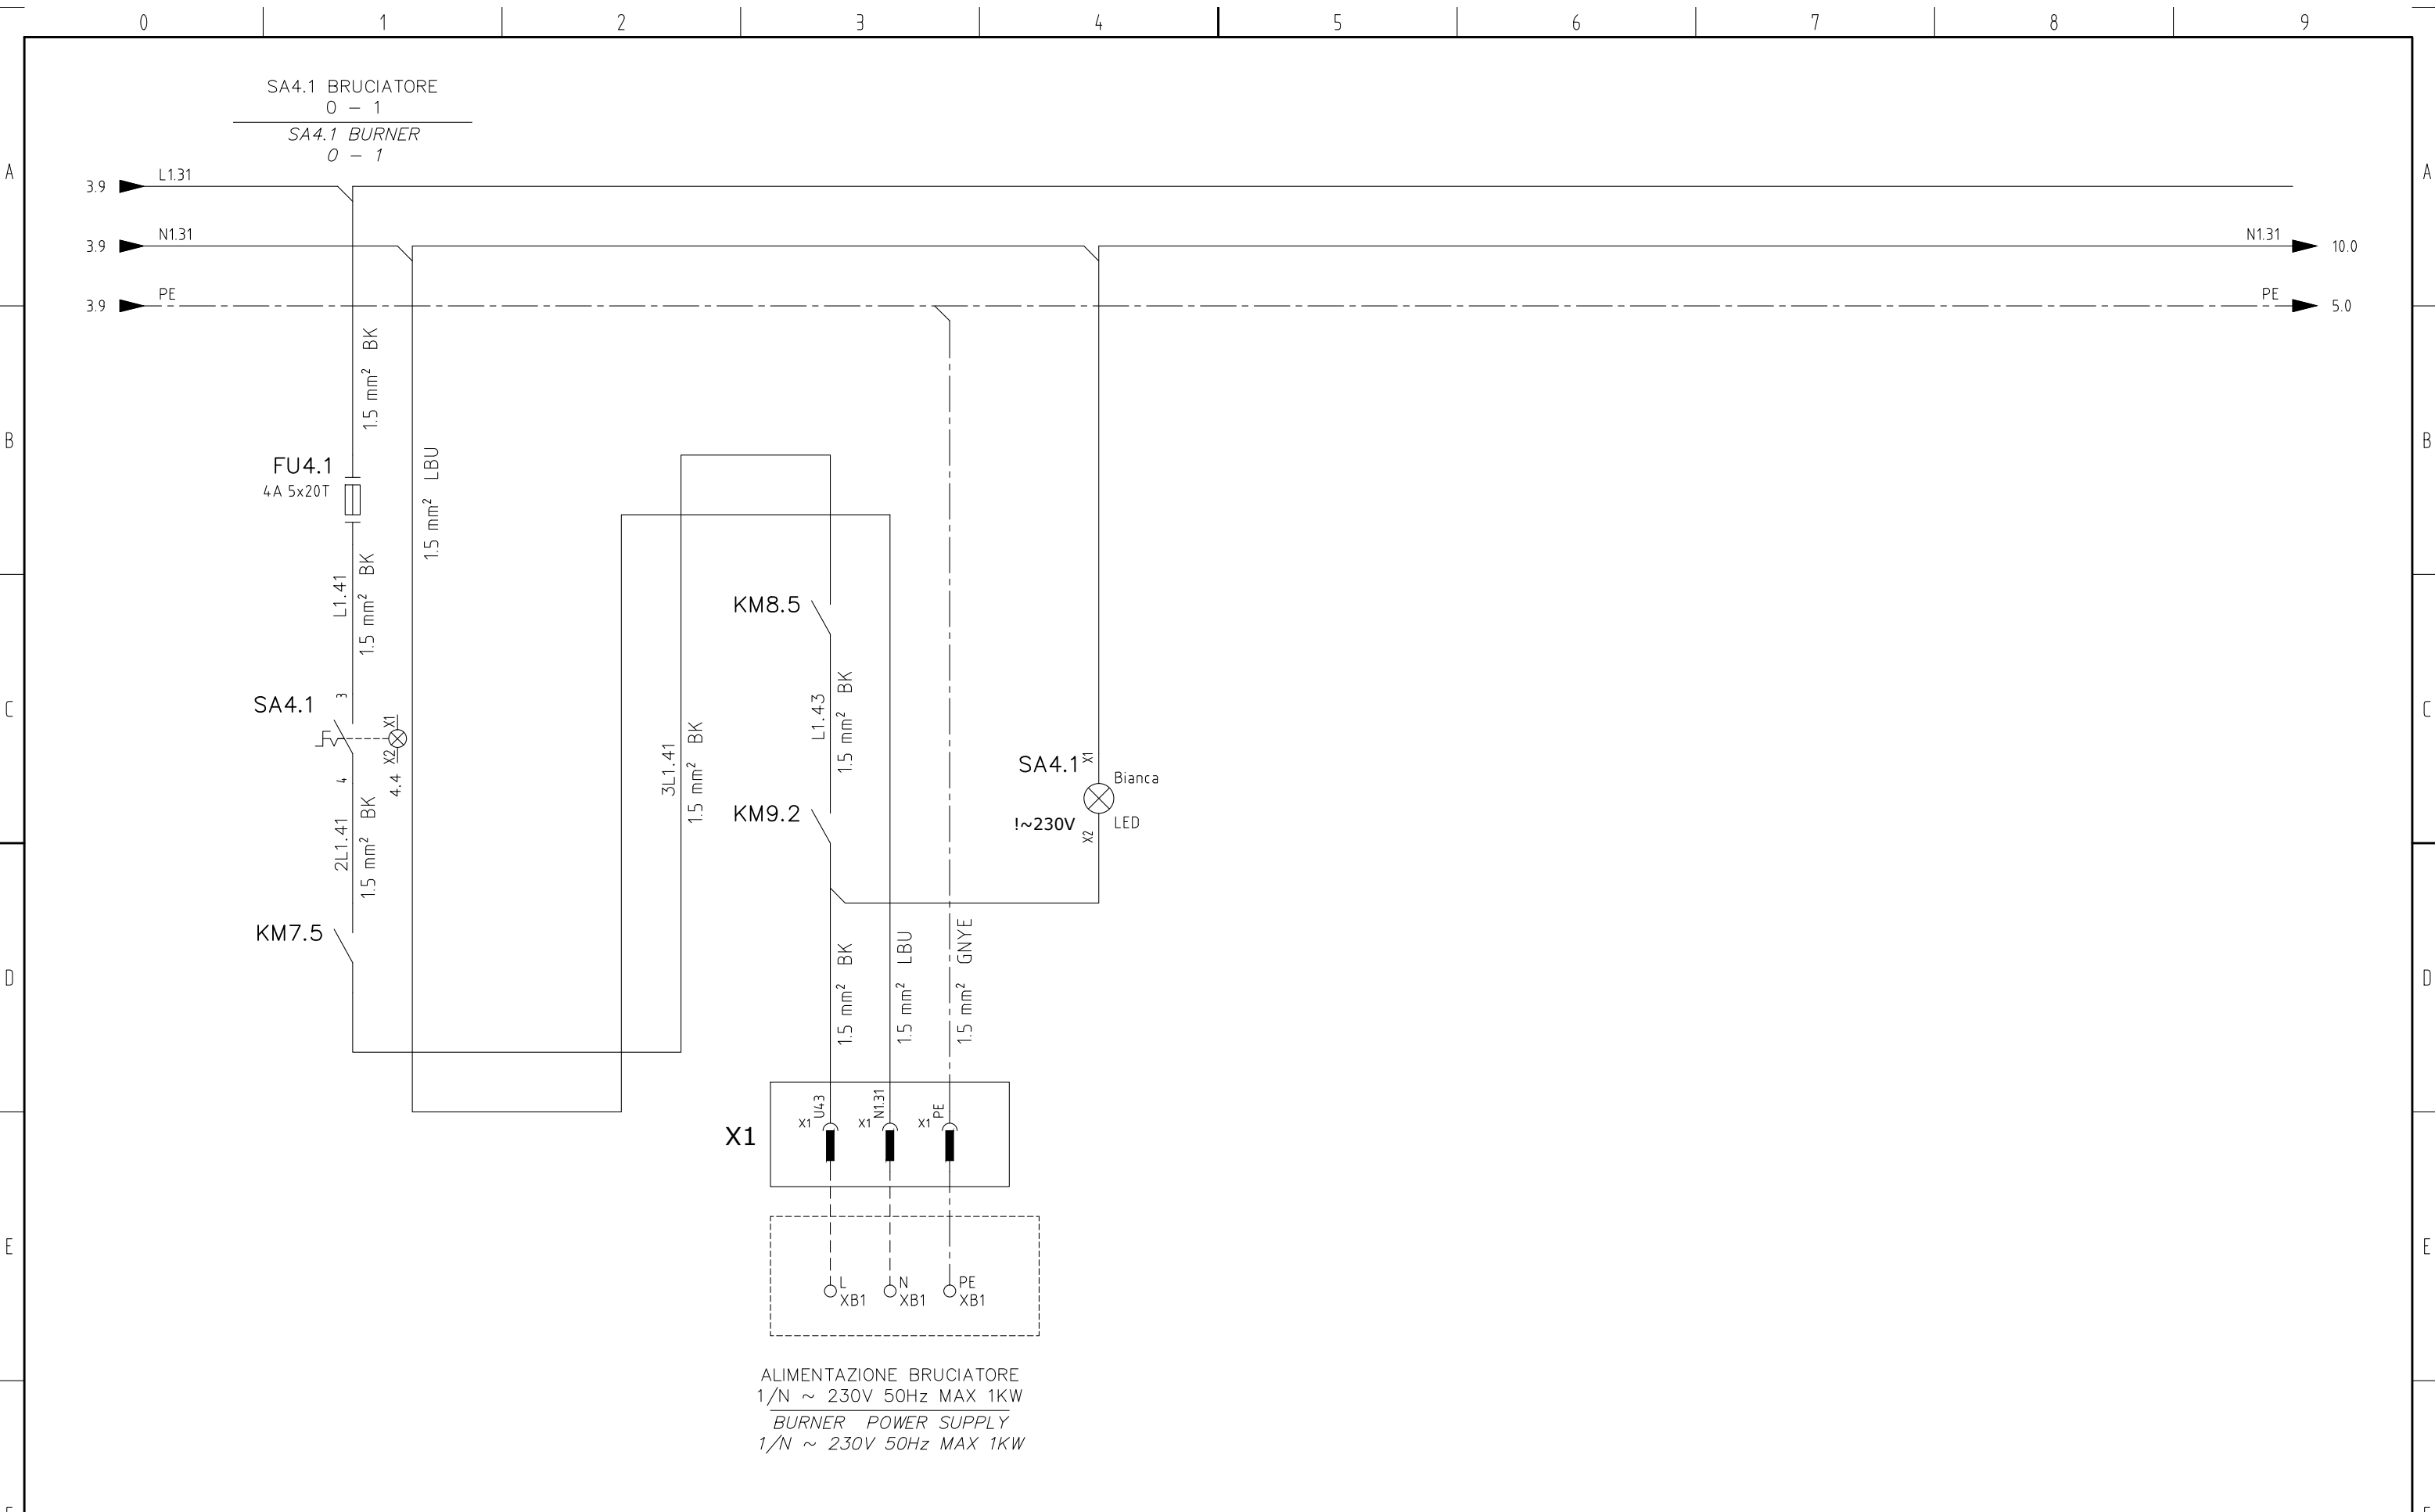 0 1 2 3 4 5 6 7 8 9
SA4.1 BRUCIATORE
0 – 1
SA4.1 BURNER
0 – 1
A
A
3.9
L1.31
3.9
N1.31
N1.31
10.0
3.9
PE
PE
5.0
1.5 mm² BK
B
B
FU4.1
4A 5x20T
1.5 mm² LBU
L1.41
1.5 mm² BK
KM8.5
C
C
SA4.1
3
4
X1
X2
4.4
L1.43
1.5 mm² BK
3L1.41
1.5 mm² BK
SA4.1
X1
Bianca
!~230V
X2
LED
KM9.2
2L1.41
1.5 mm² BK
KM7.5
D
D
1.5 mm² BK
1.5 mm² LBU
1.5 mm² GNYE
X1
X1
U43
X1
N1.31
X1
PE
E
E
L
XB1
N
XB1
PE
XB1
ALIMENTAZIONE BRUCIATORE
1/N ~ 230V 50Hz MAX 1KW
BURNER POWER SUPPLY
1/N ~ 230V 50Hz MAX 1KW